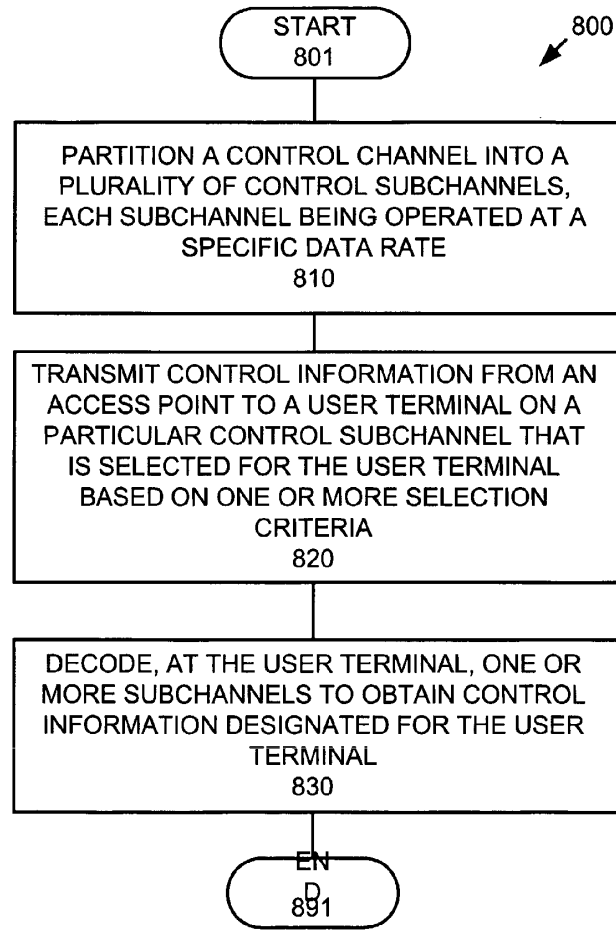 START
801
800
PARTITION A CONTROL CHANNEL INTO A
PLURALITY OF CONTROL SUBCHANNELS,
EACH SUBCHANNEL BEING OPERATED AT A
SPECIFIC DATA RATE
810
TRANSMIT CONTROL INFORMATION FROM AN
ACCESS POINT TO A USER TERMINAL ON A
PARTICULAR CONTROL SUBCHANNEL THAT
IS SELECTED FOR THE USER TERMINAL
BASED ON ONE OR MORE SELECTION
CRITERIA
820
DECODE, AT THE USER TERMINAL, ONE OR
MORE SUBCHANNELS TO OBTAIN CONTROL
INFORMATION DESIGNATED FOR THE USER
TERMINAL
830
EN
D
891